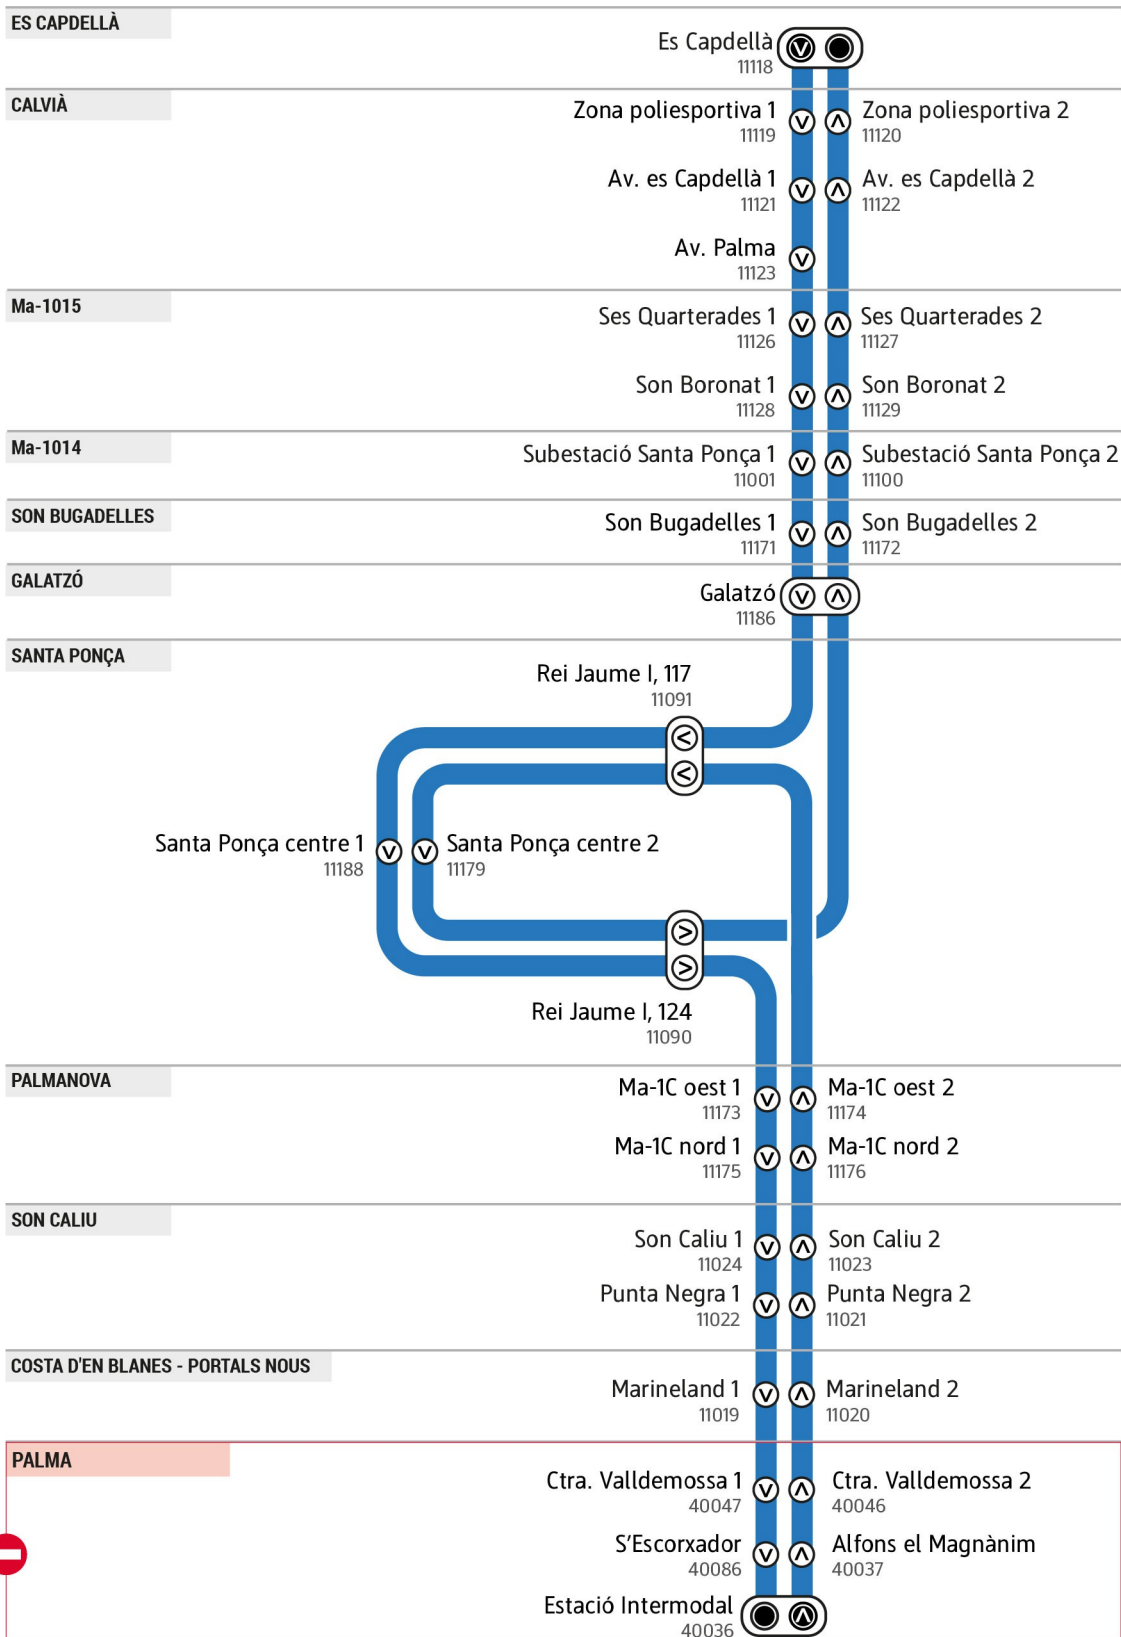 ES CAPDELLÀ
Es Capdellà
11118
CALVIÀ
Zona poliesportiva 1
11119
Zona poliesportiva 2
11120
Av. es Capdellà 1
11121
Av. es Capdellà 2
11122
Av. Palma
11123
Ma-1015
Ses Quarterades 1
11126
Ses Quarterades 2
11127
Son Boronat 1
11128
Son Boronat 2
11129
Ma-1014
Subestació Santa Ponça 1
11001
Subestació Santa Ponça 2
11100
SON BUGADELLES
Son Bugadelles 1
11171
Son Bugadelles 2
11172
GALATZÓ
Galatzó
11186
SANTA PONÇA
Rei Jaume I, 117
11091
Santa Ponça centre 1
11188
Santa Ponça centre 2
11179
Rei Jaume I, 124
11090
PALMANOVA
Ma-1C oest 1
11173
Ma-1C oest 2
11174
Ma-1C nord 1
11175
Ma-1C nord 2
11176
SON CALIU
Son Caliu 1
11024
Son Caliu 2
11023
Punta Negra 1
11022
Punta Negra 2
11021
COSTA D'EN BLANES - PORTALS NOUS
Marineland 1
11019
Marineland 2
11020
PALMA
Ctra. Valldemossa 1
40047
Ctra. Valldemossa 2
40046
S'Escorxador
40086
Alfons el Magnànim
40037
Estació Intermodal
40036